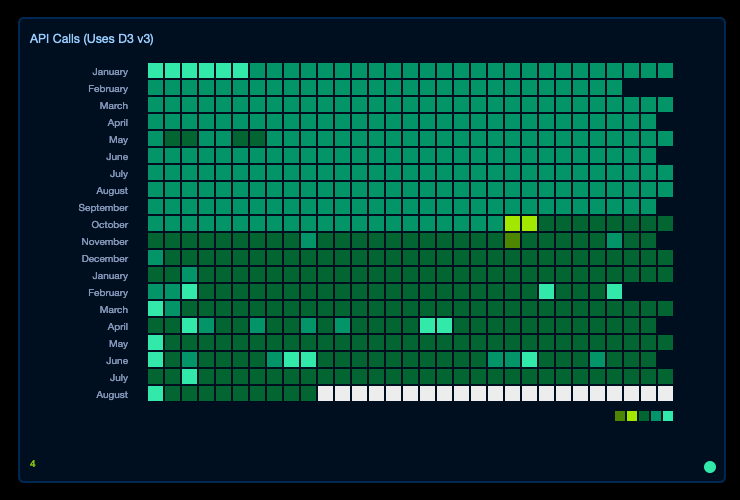 API Calls (Uses D3 v3)
January
February
March
April
May
June
July
August
September
October
November
December
January
February
March
April
May
June
July
August
4